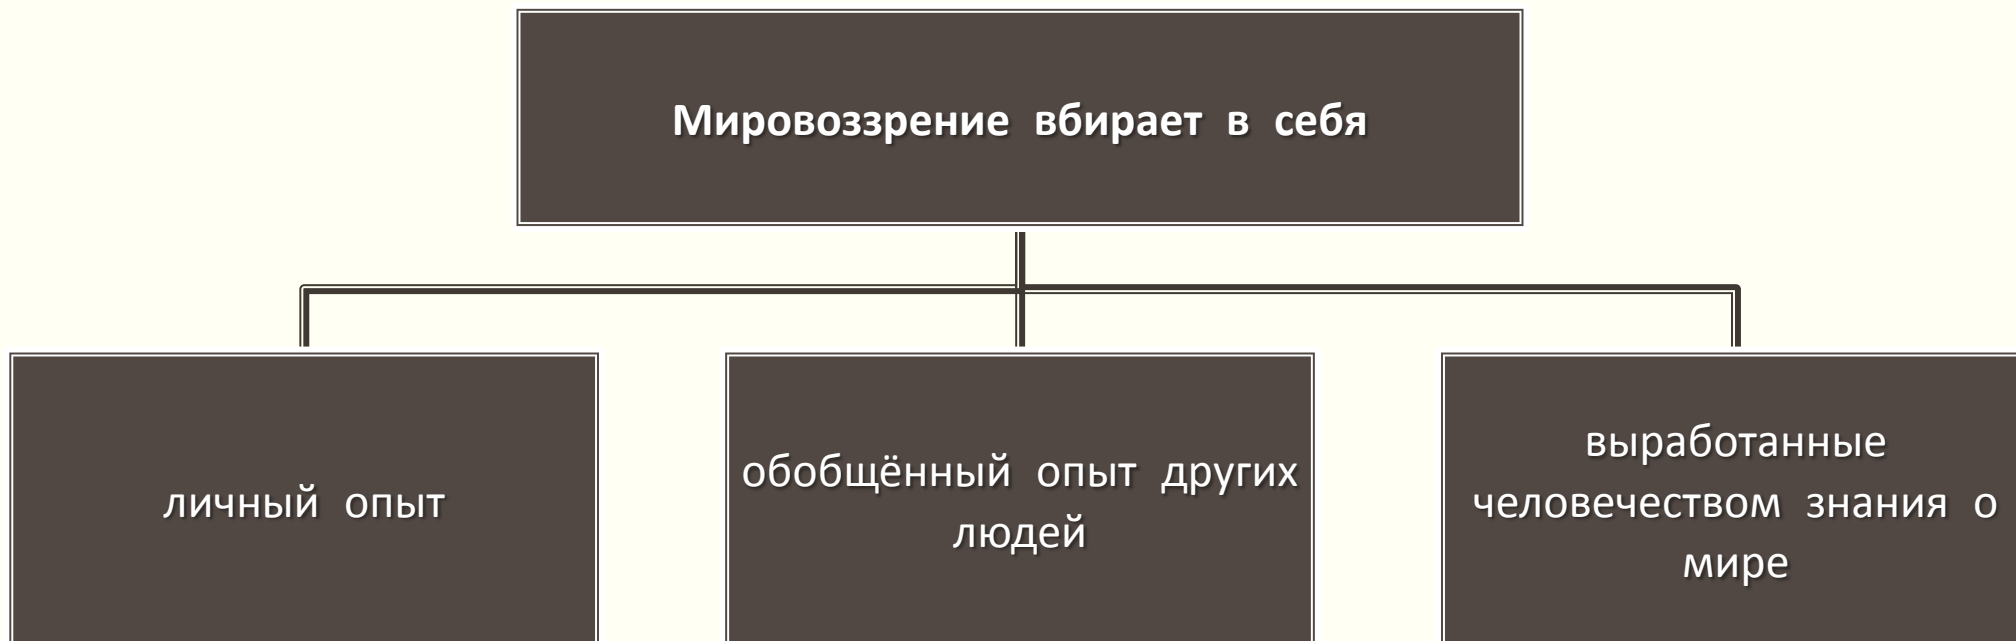 Мировоззрение вбирает в себя
личный опыт
обобщённый опыт других
людей
выработанные
человечеством знания о
мире